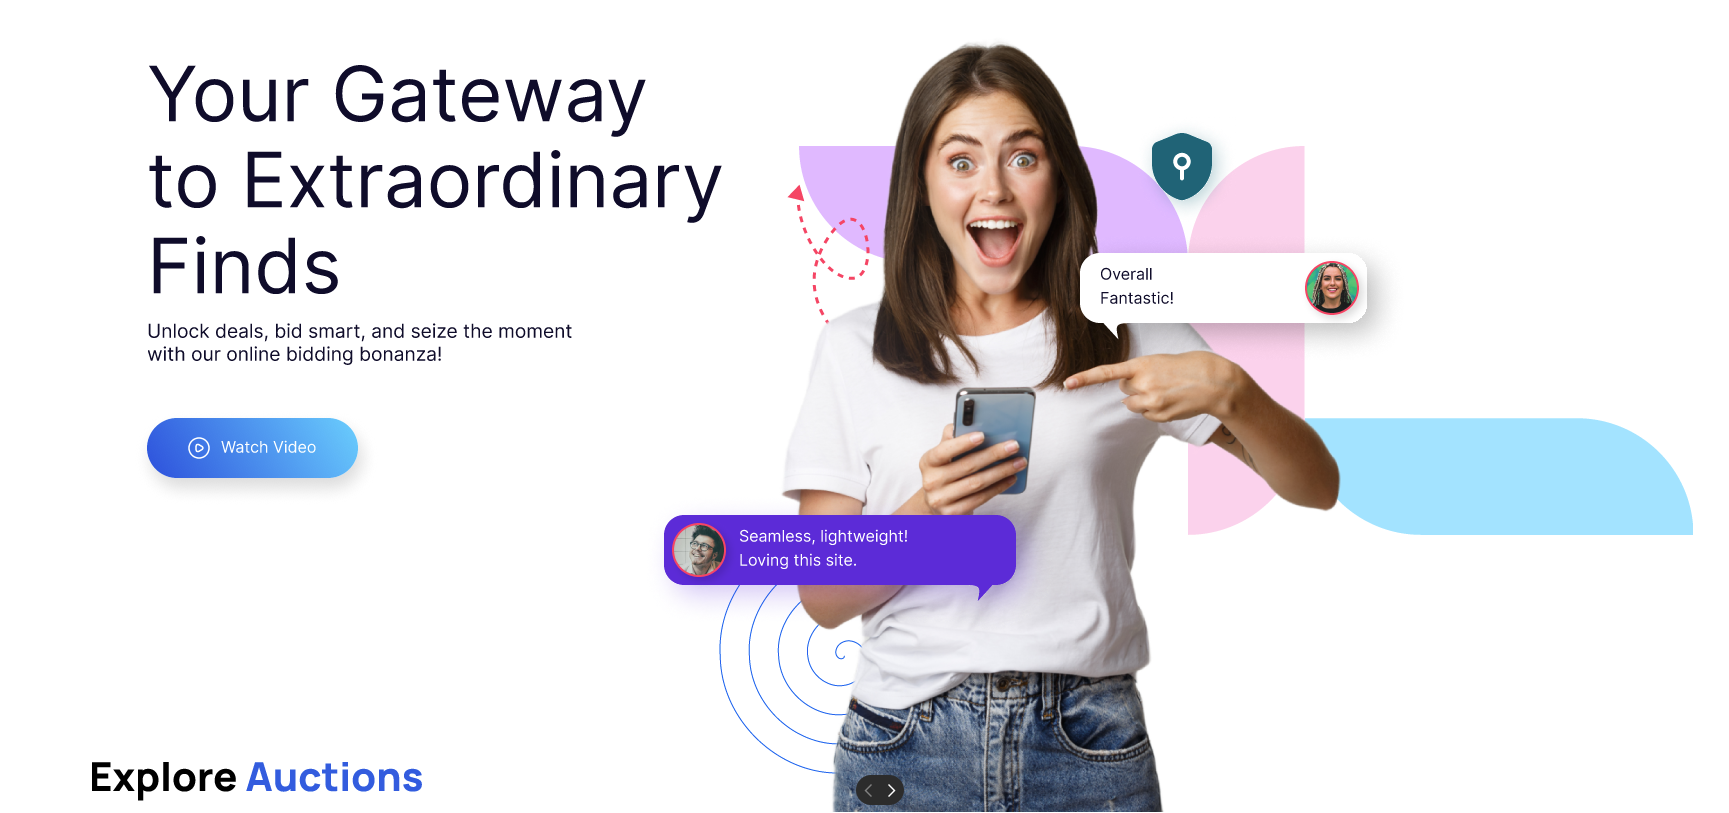 Your Gateway
to Extraordinary
Finds
Unlock deals, bid smart, and seize the moment
with our online bidding bonanza!
Watch Video
Overall
Fantastic!
Seamless, lightweight!
Loving this site.
Explore Auctions